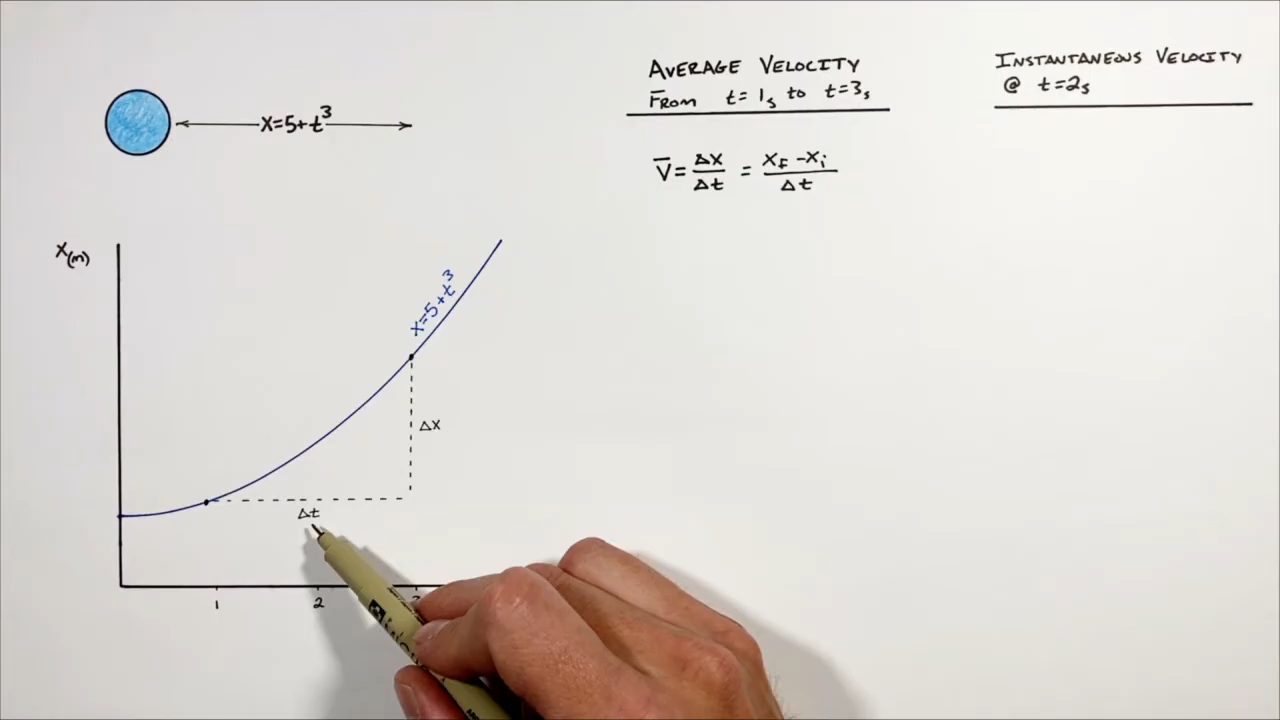 AVERAGE VELOCITY
FROM t=1s to t=3s
V̅=Δx/Δt = xF-xi/Δt
INSTANTANEOUS VELOCITY
@ t=2s
x=5+t³
x(m)
x=5+t³
Δx
Δt
1 2